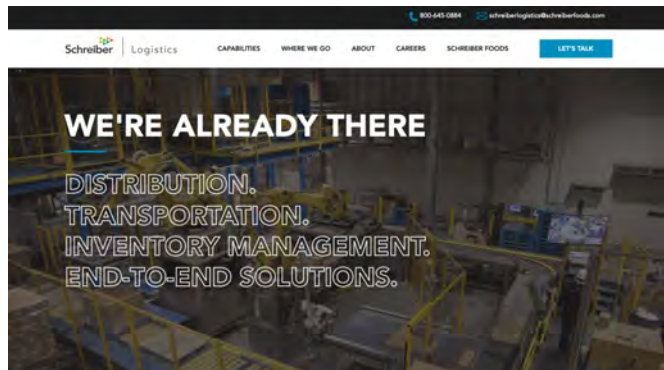 800-645-0884 schreiberlogistics@schreiberfoods.com
Schreiber Logistics CAPABILITIES WHERE WE GO ABOUT CAREERS SCHREIBER FOODS LET'S TALK
WE'RE ALREADY THERE
DISTRIBUTION.
TRANSPORTATION.
INVENTORY MANAGEMENT.
END-TO-END SOLUTIONS.